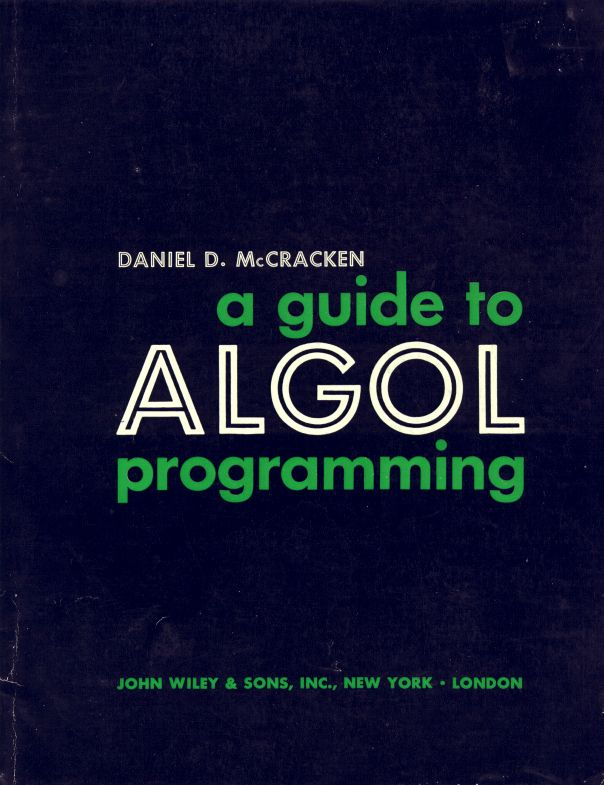 DANIEL D. McCRACKEN
a guide to
ALGOL
programming
JOHN WILEY & SONS, INC., NEW YORK • LONDON